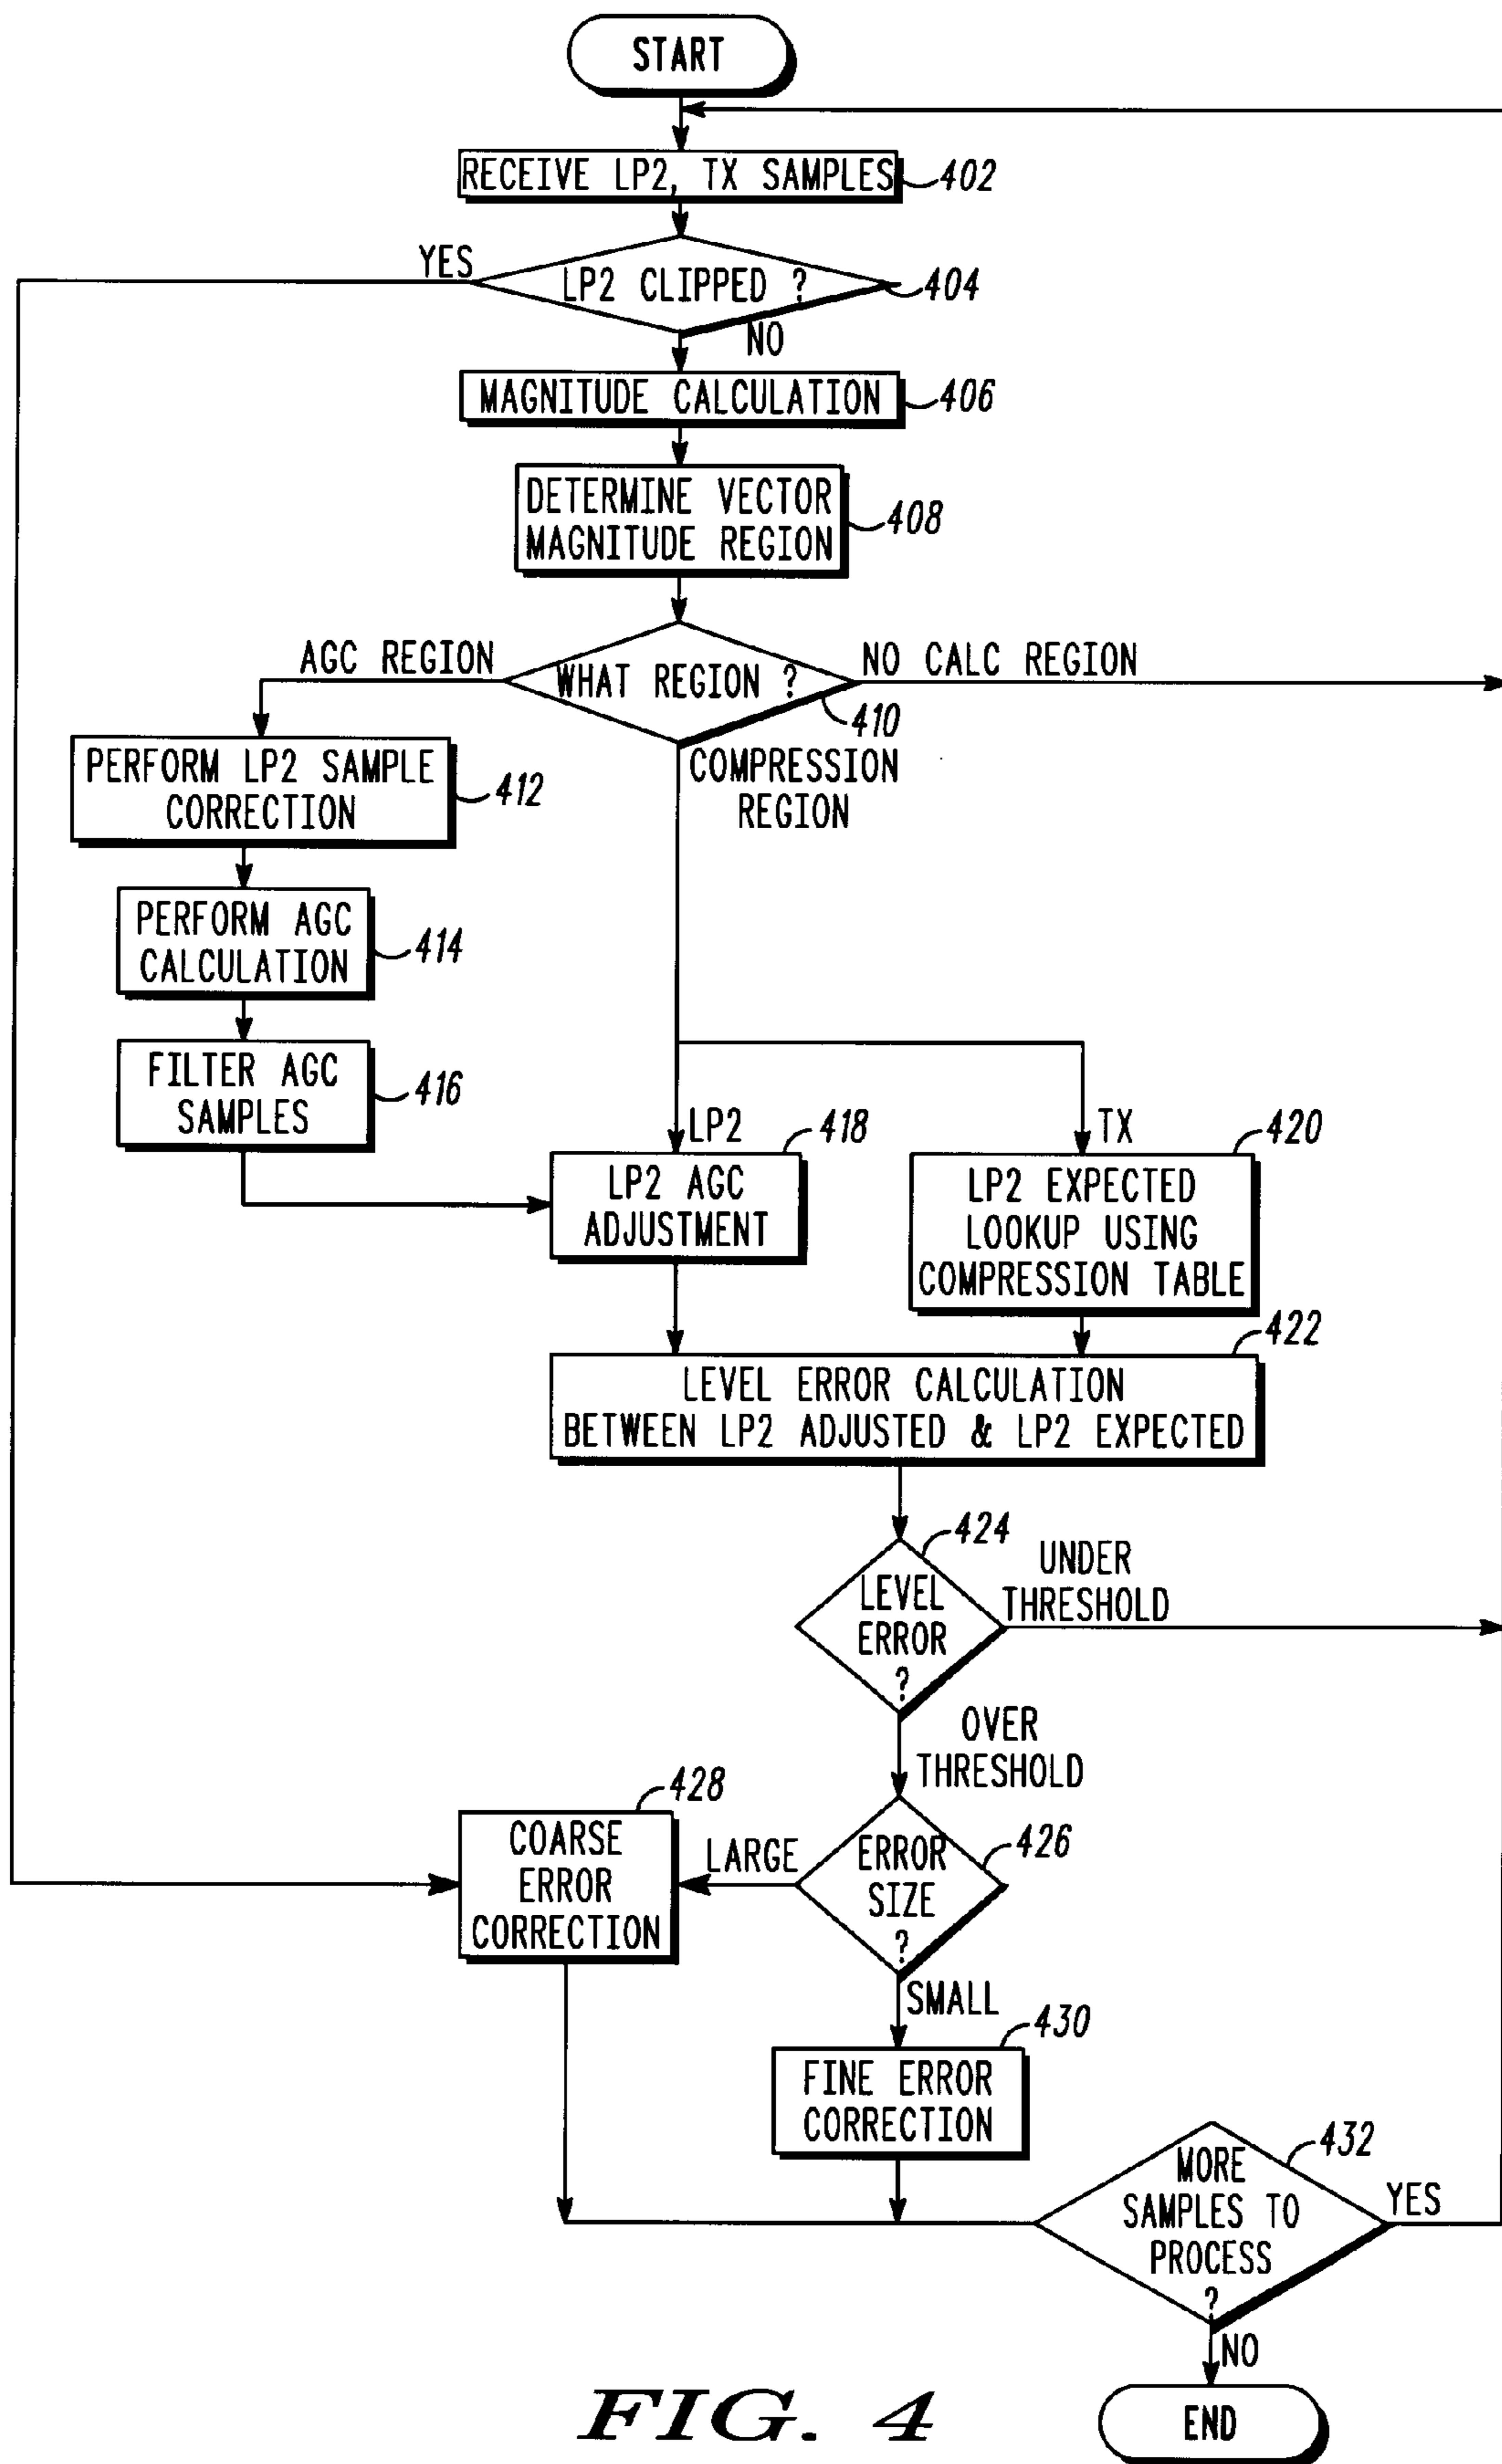 START
RECEIVE LP2, TX SAMPLES
402
YES
LP2 CLIPPED ?
404
NO
MAGNITUDE CALCULATION
406
DETERMINE VECTOR
MAGNITUDE REGION
408
AGC REGION
WHAT REGION ?
NO CALC REGION
410
COMPRESSION
REGION
PERFORM LP2 SAMPLE
CORRECTION
412
PERFORM AGC
CALCULATION
414
FILTER AGC
SAMPLES
416
LP2
418
TX
420
LP2 AGC
ADJUSTMENT
LP2 EXPECTED
LOOKUP USING
COMPRESSION TABLE
422
LEVEL ERROR CALCULATION
BETWEEN LP2 ADJUSTED & LP2 EXPECTED
424
LEVEL
ERROR
?
UNDER
THRESHOLD
OVER
THRESHOLD
428
COARSE
ERROR
CORRECTION
LARGE
ERROR
SIZE
?
426
SMALL
430
FINE ERROR
CORRECTION
432
MORE
SAMPLES TO
PROCESS
?
YES
NO
END
FIG. 4